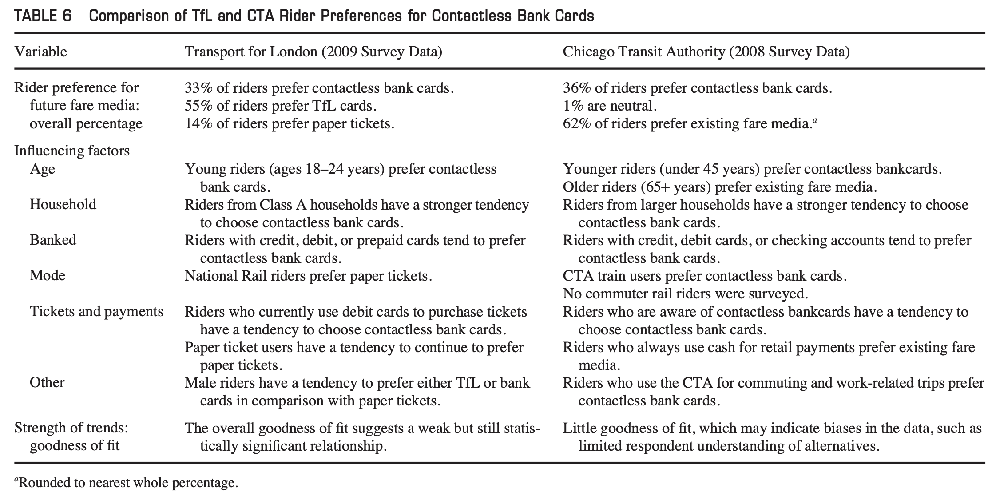 TABLE 6 Comparison of TfL and CTA Rider Preferences for Contactless Bank Cards
Variable Transport for London (2009 Survey Data) Chicago Transit Authority (2008 Survey Data)
Rider preference for 33% of riders prefer contactless bank cards. 36% of riders prefer contactless bank cards.
future fare media: 55% of riders prefer TfL cards. 1% are neutral.
overall percentage 14% of riders prefer paper tickets. 62% of riders prefer existing fare media.a
Influencing factors
Age Young riders (ages 18–24 years) prefer contactless Younger riders (under 45 years) prefer contactless bankcards.
bank cards. Older riders (65+ years) prefer existing fare media.
Household Riders from Class A households have a stronger tendency Riders from larger households have a stronger tendency to choose
to choose contactless bank cards. contactless bank cards.
Banked Riders with credit, debit, or prepaid cards tend to prefer Riders with credit, debit cards, or checking accounts tend to prefer
contactless bank cards. contactless bank cards.
Mode National Rail riders prefer paper tickets. CTA train users prefer contactless bank cards.
No commuter rail riders were surveyed.
Tickets and payments Riders who currently use debit cards to purchase tickets Riders who are aware of contactless bankcards have a tendency to
have a tendency to choose contactless bank cards. choose contactless bank cards.
Paper ticket users have a tendency to continue to prefer Riders who always use cash for retail payments prefer existing fare
paper tickets. media.
Other Male riders have a tendency to prefer either TfL or bank Riders who use the CTA for commuting and work-related trips prefer
cards in comparison with paper tickets. contactless bank cards.
Strength of trends: The overall goodness of fit suggests a weak but still statis- Little goodness of fit, which may indicate biases in the data, such as
goodness of fit tically significant relationship. limited respondent understanding of alternatives.
aRounded to nearest whole percentage.